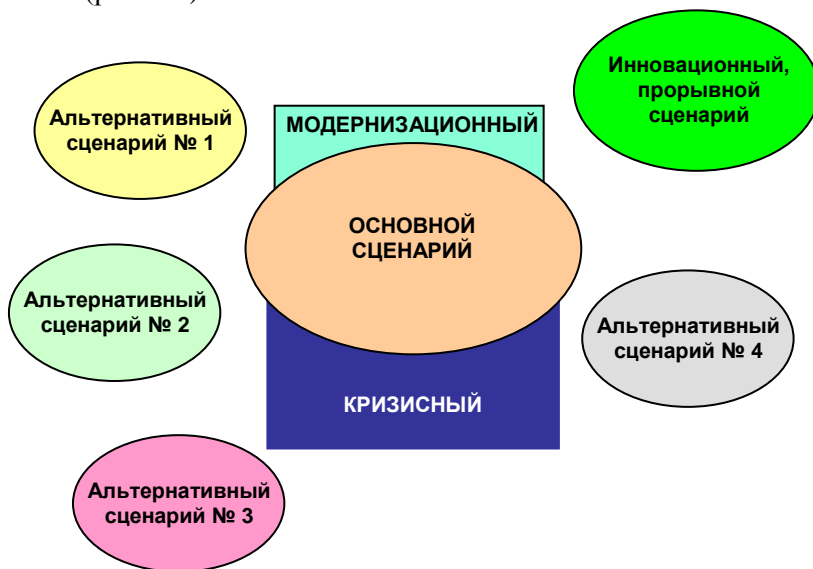 Инновационный,
прорывной
сценарий
Альтернативный
сценарий № 1
МОДЕРНИЗАЦИОННЫЙ
ОСНОВНОЙ
СЦЕНАРИЙ
Альтернативный
сценарий № 2
Альтернативный
сценарий № 4
КРИЗИСНЫЙ
Альтернативный
сценарий № 3